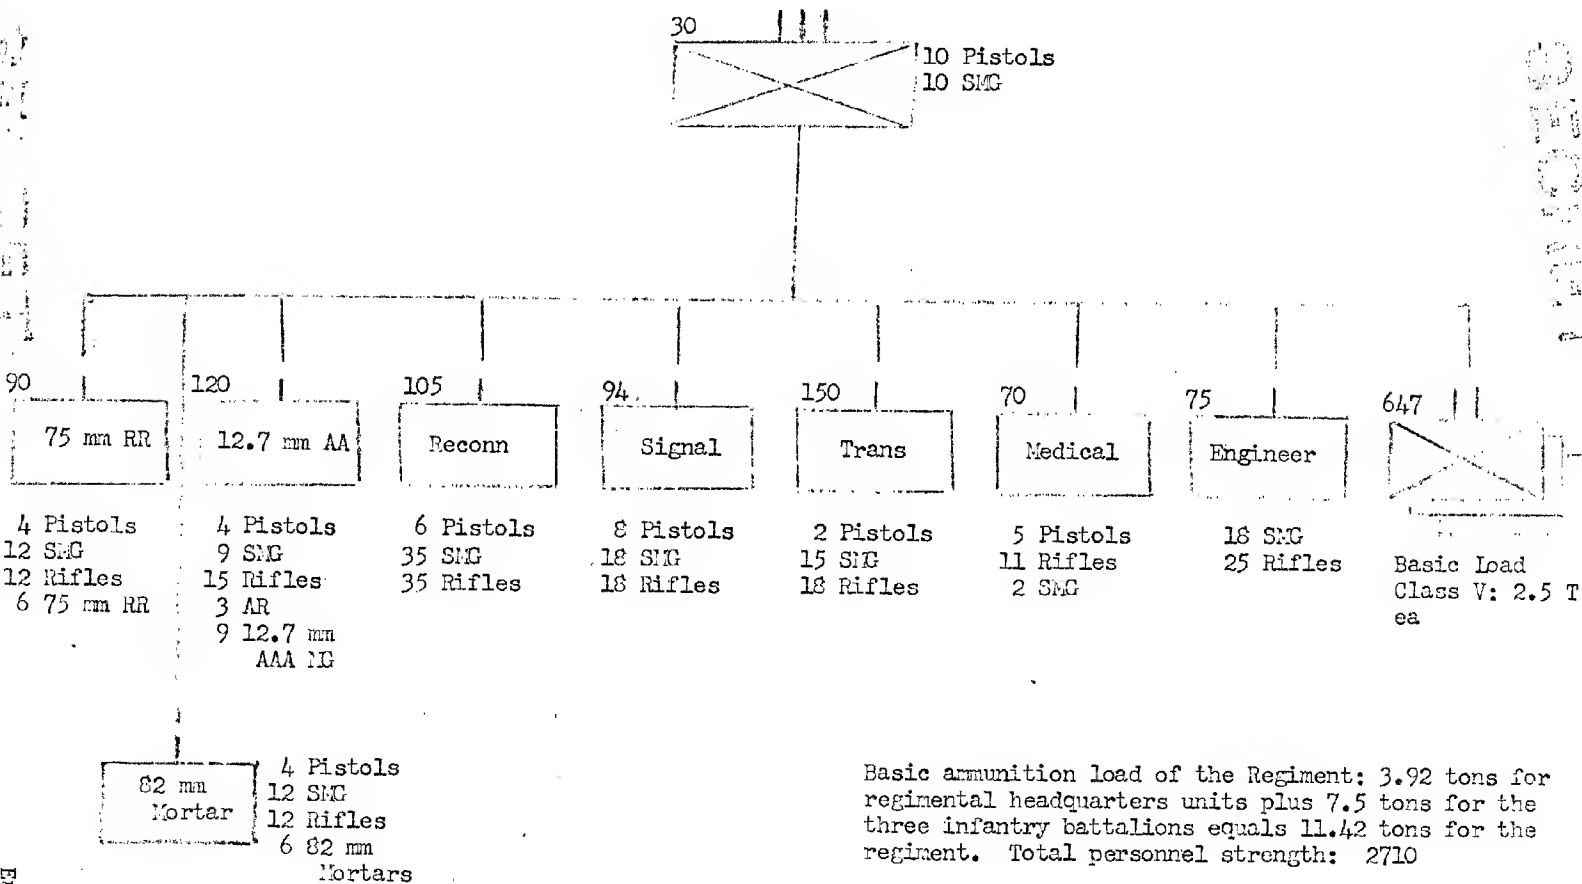 30
10 Pistols
10 SMG
90
75 mm RR
4 Pistols
12 SMG
12 Rifles
6 75 mm RR
120
12.7 mm AA
4 Pistols
9 SMG
15 Rifles
3 AR
9 12.7 mm
AAA MG
105
Reconn
6 Pistols
35 SMG
35 Rifles
94
Signal
8 Pistols
18 SMG
18 Rifles
150
Trans
2 Pistols
15 SMG
18 Rifles
70
Medical
5 Pistols
11 Rifles
2 SMG
75
Engineer
18 SMG
25 Rifles
647
Basic Load
Class V: 2.5 T
ea
82 mm
Mortar
4 Pistols
12 SMG
12 Rifles
6 82 mm
Mortars
Basic ammunition load of the Regiment: 3.92 tons for
regimental headquarters units plus 7.5 tons for the
three infantry battalions equals 11.42 tons for the
regiment. Total personnel strength: 2710